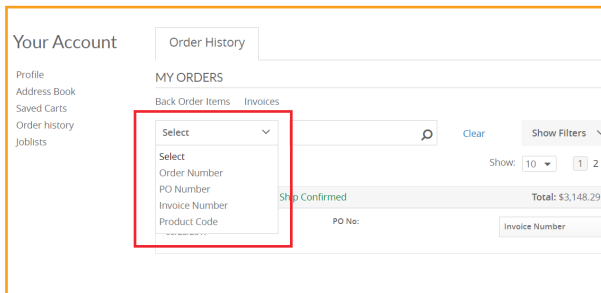 Your Account
Order History
Profile
Address Book
Saved Carts
Order history
Joblists
MY ORDERS
Back Order Items Invoices
Select
Clear
Show Filters
Select
Order Number
PO Number
Invoice Number
Product Code
Show: 10 1 2
Ship Confirmed Total: $3,148.29
PO No:
Invoice Number